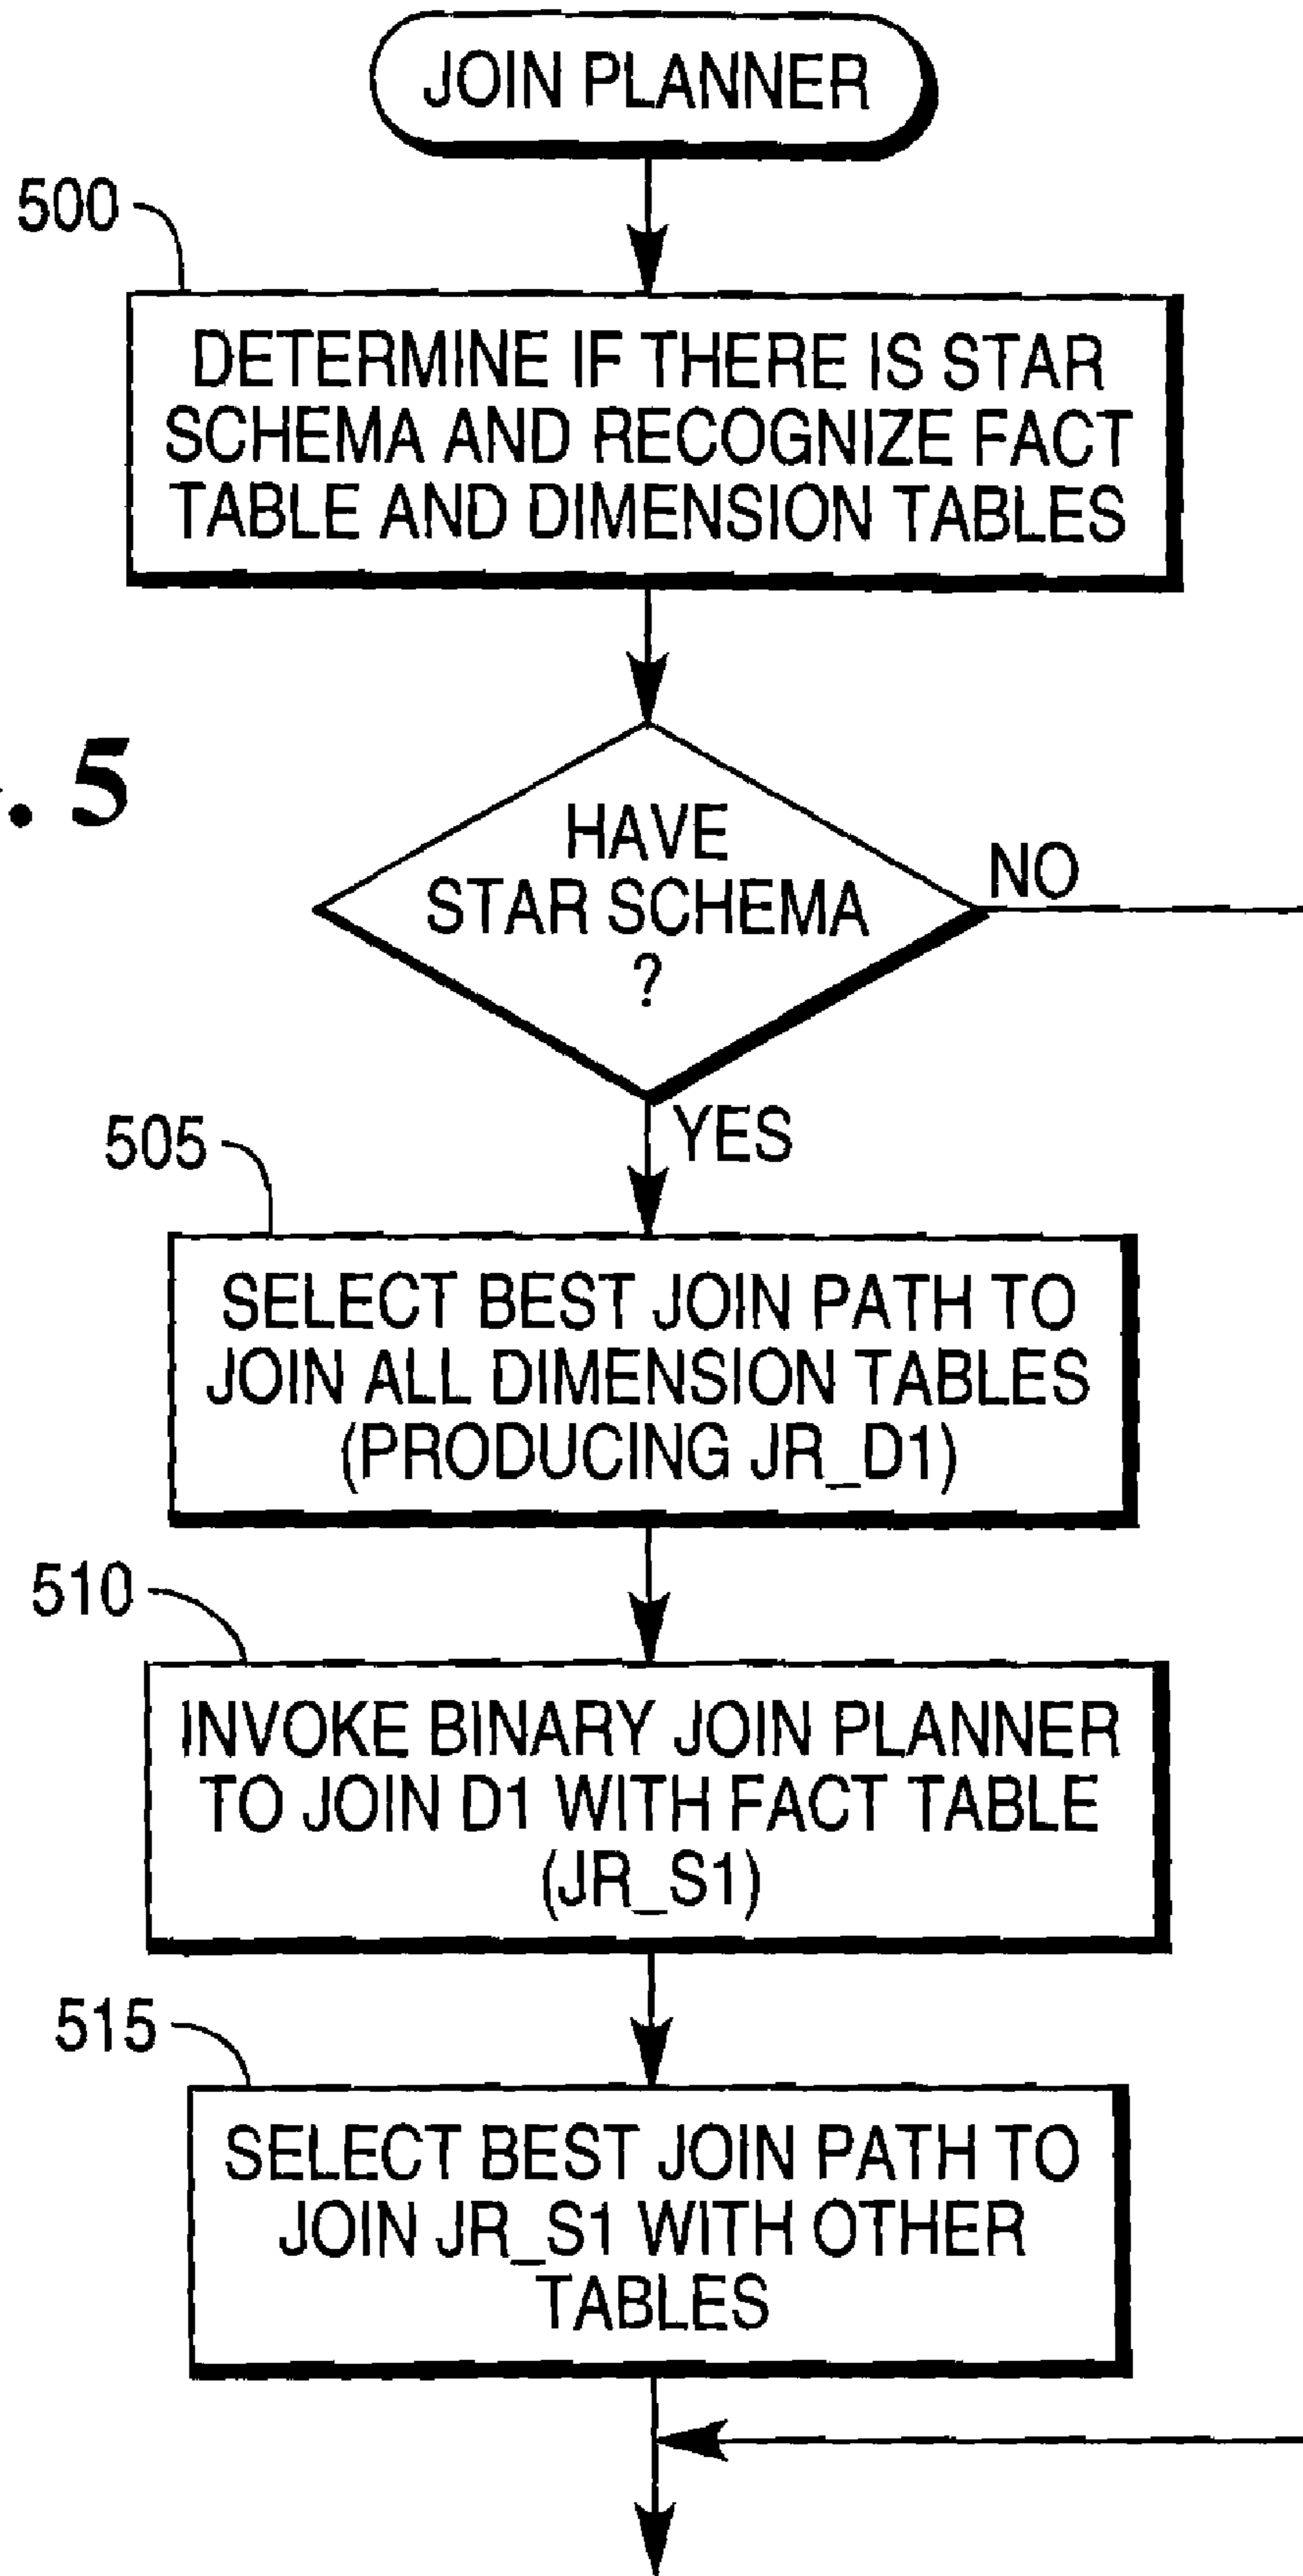 JOIN PLANNER
500
DETERMINE IF THERE IS STAR
SCHEMA AND RECOGNIZE FACT
TABLE AND DIMENSION TABLES
. 5
HAVE
STAR SCHEMA
?
NO
YES
505
SELECT BEST JOIN PATH TO
JOIN ALL DIMENSION TABLES
(PRODUCING JR_D1)
510
INVOKE BINARY JOIN PLANNER
TO JOIN D1 WITH FACT TABLE
(JR_S1)
515
SELECT BEST JOIN PATH TO
JOIN JR_S1 WITH OTHER
TABLES